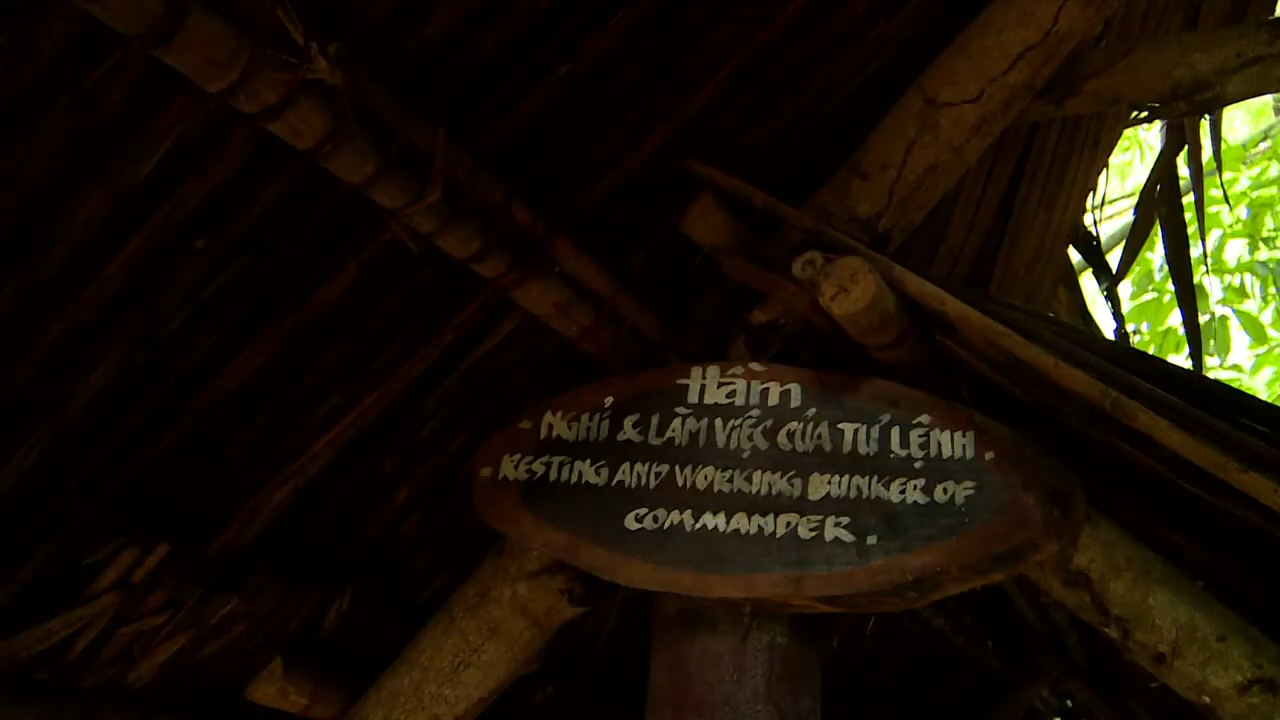 Hầm
- NGHỈ & LÀM VIỆC CỦA TƯ LỆNH.
- RESTING AND WORKING BUNKER OF
COMMANDER.